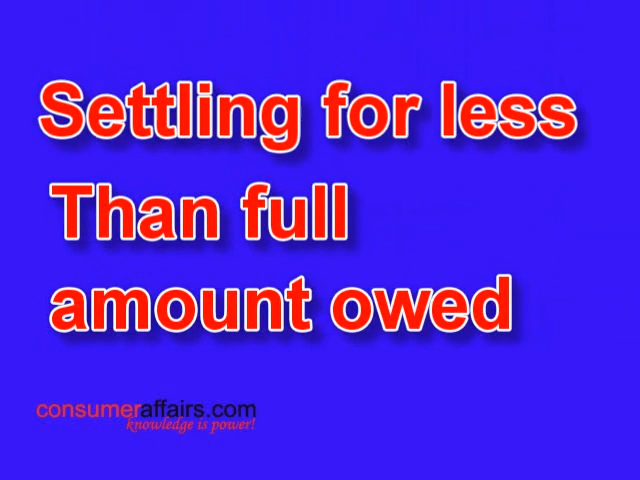 Settling for less
Than full
amount owed
consumeraffairs.com
knowledge is power!